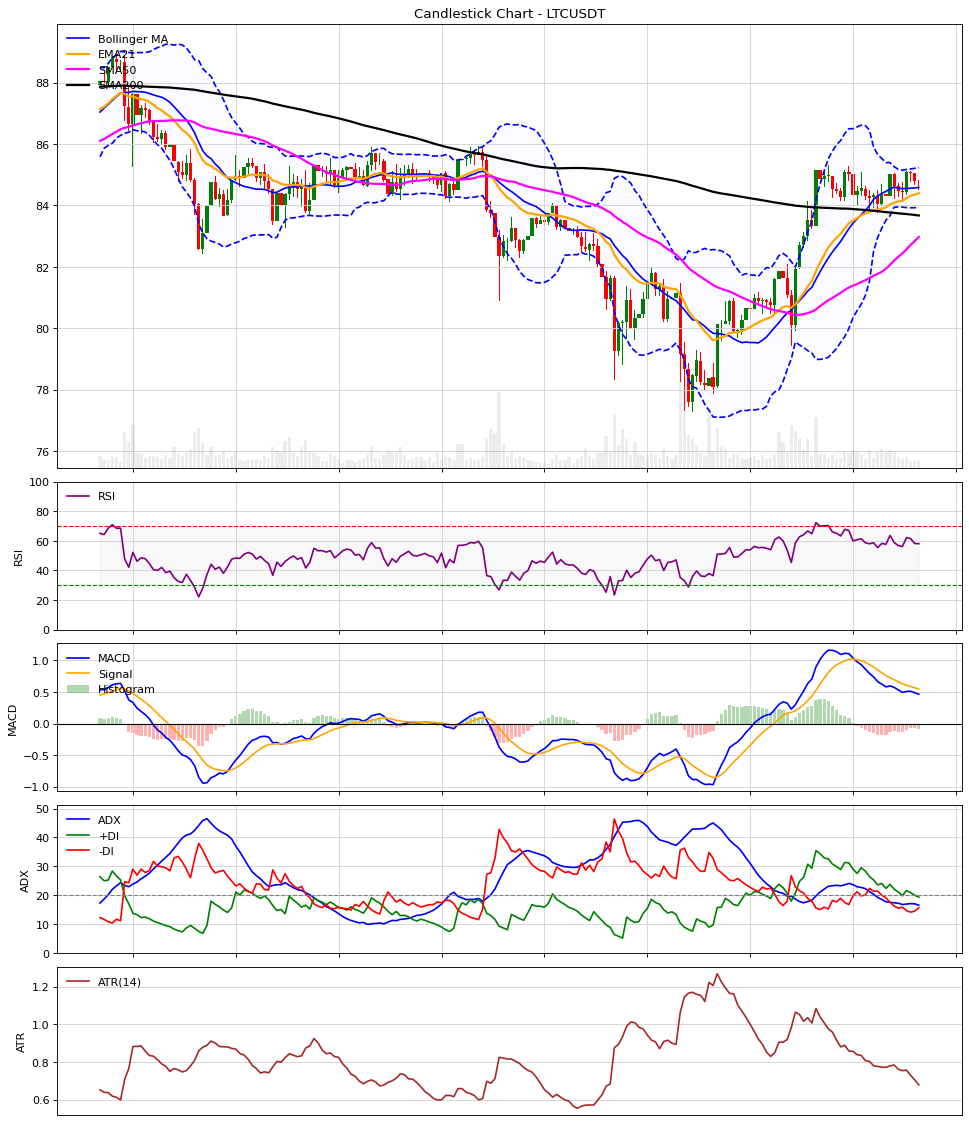 Candlestick Chart - LTCUSDT
Bollinger MA
EMA21
SMA50
SMA200
88
86
84
82
80
78
76
RSI
100
80
60
40
20
0
RSI
MACD
Signal
Histogram
1.0
0.5
0.0
−0.5
−1.0
MACD
ADX
+DI
-DI
50
40
30
20
10
0
ADX
ATR(14)
1.2
1.0
0.8
0.6
ATR